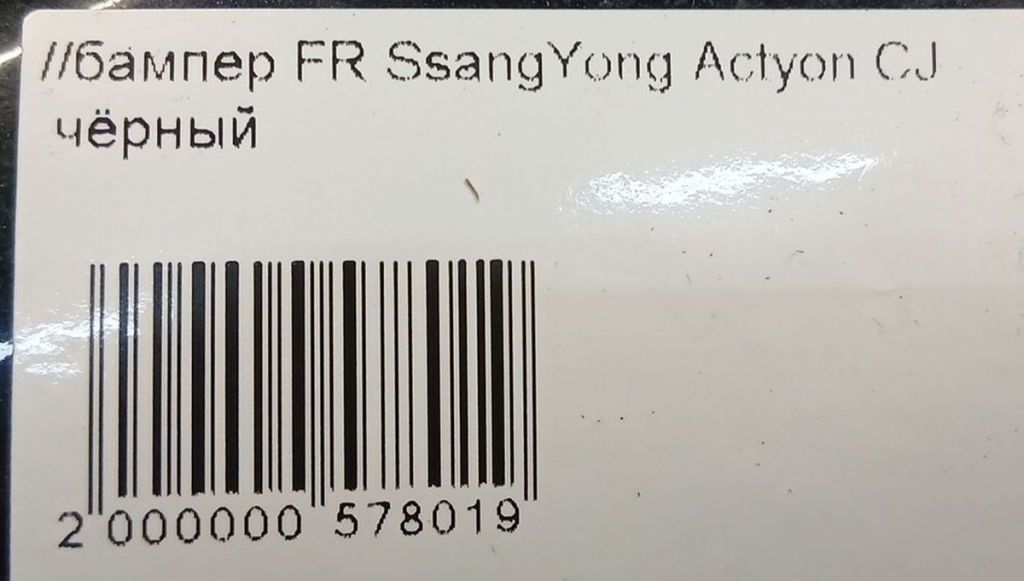 //бампер FR SsangYong Actyon CJ
чёрный
2 000000 578019